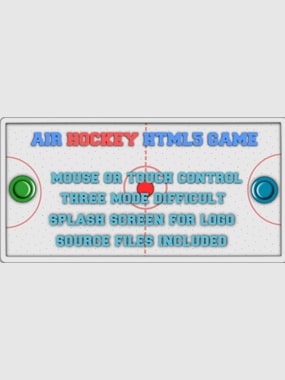 AIR HOCKEY HTML5 GAME
MOUSE OR TOUCH CONTROL
THREE MODE DIFFICULT
SPLASH SCREEN FOR LOGO
SOURCE FILES INCLUDED